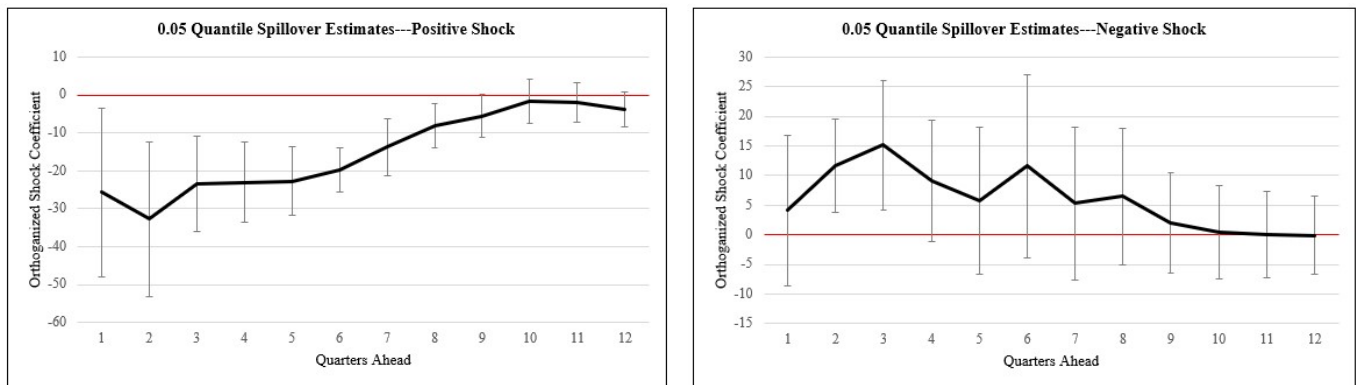 0.05 Quantile Spillover Estimates---Positive Shock
Orthoganized Shock Coefficient
10
0
-10
-20
-30
-40
-50
-60
1 2 3 4 5 6 7 8 9 10 11 12
Quarters Ahead
0.05 Quantile Spillover Estimates---Negative Shock
Orthoganized Shock Coefficient
30
25
20
15
10
5
0
-5
-10
-15
1 2 3 4 5 6 7 8 9 10 11 12
Quarters Ahead